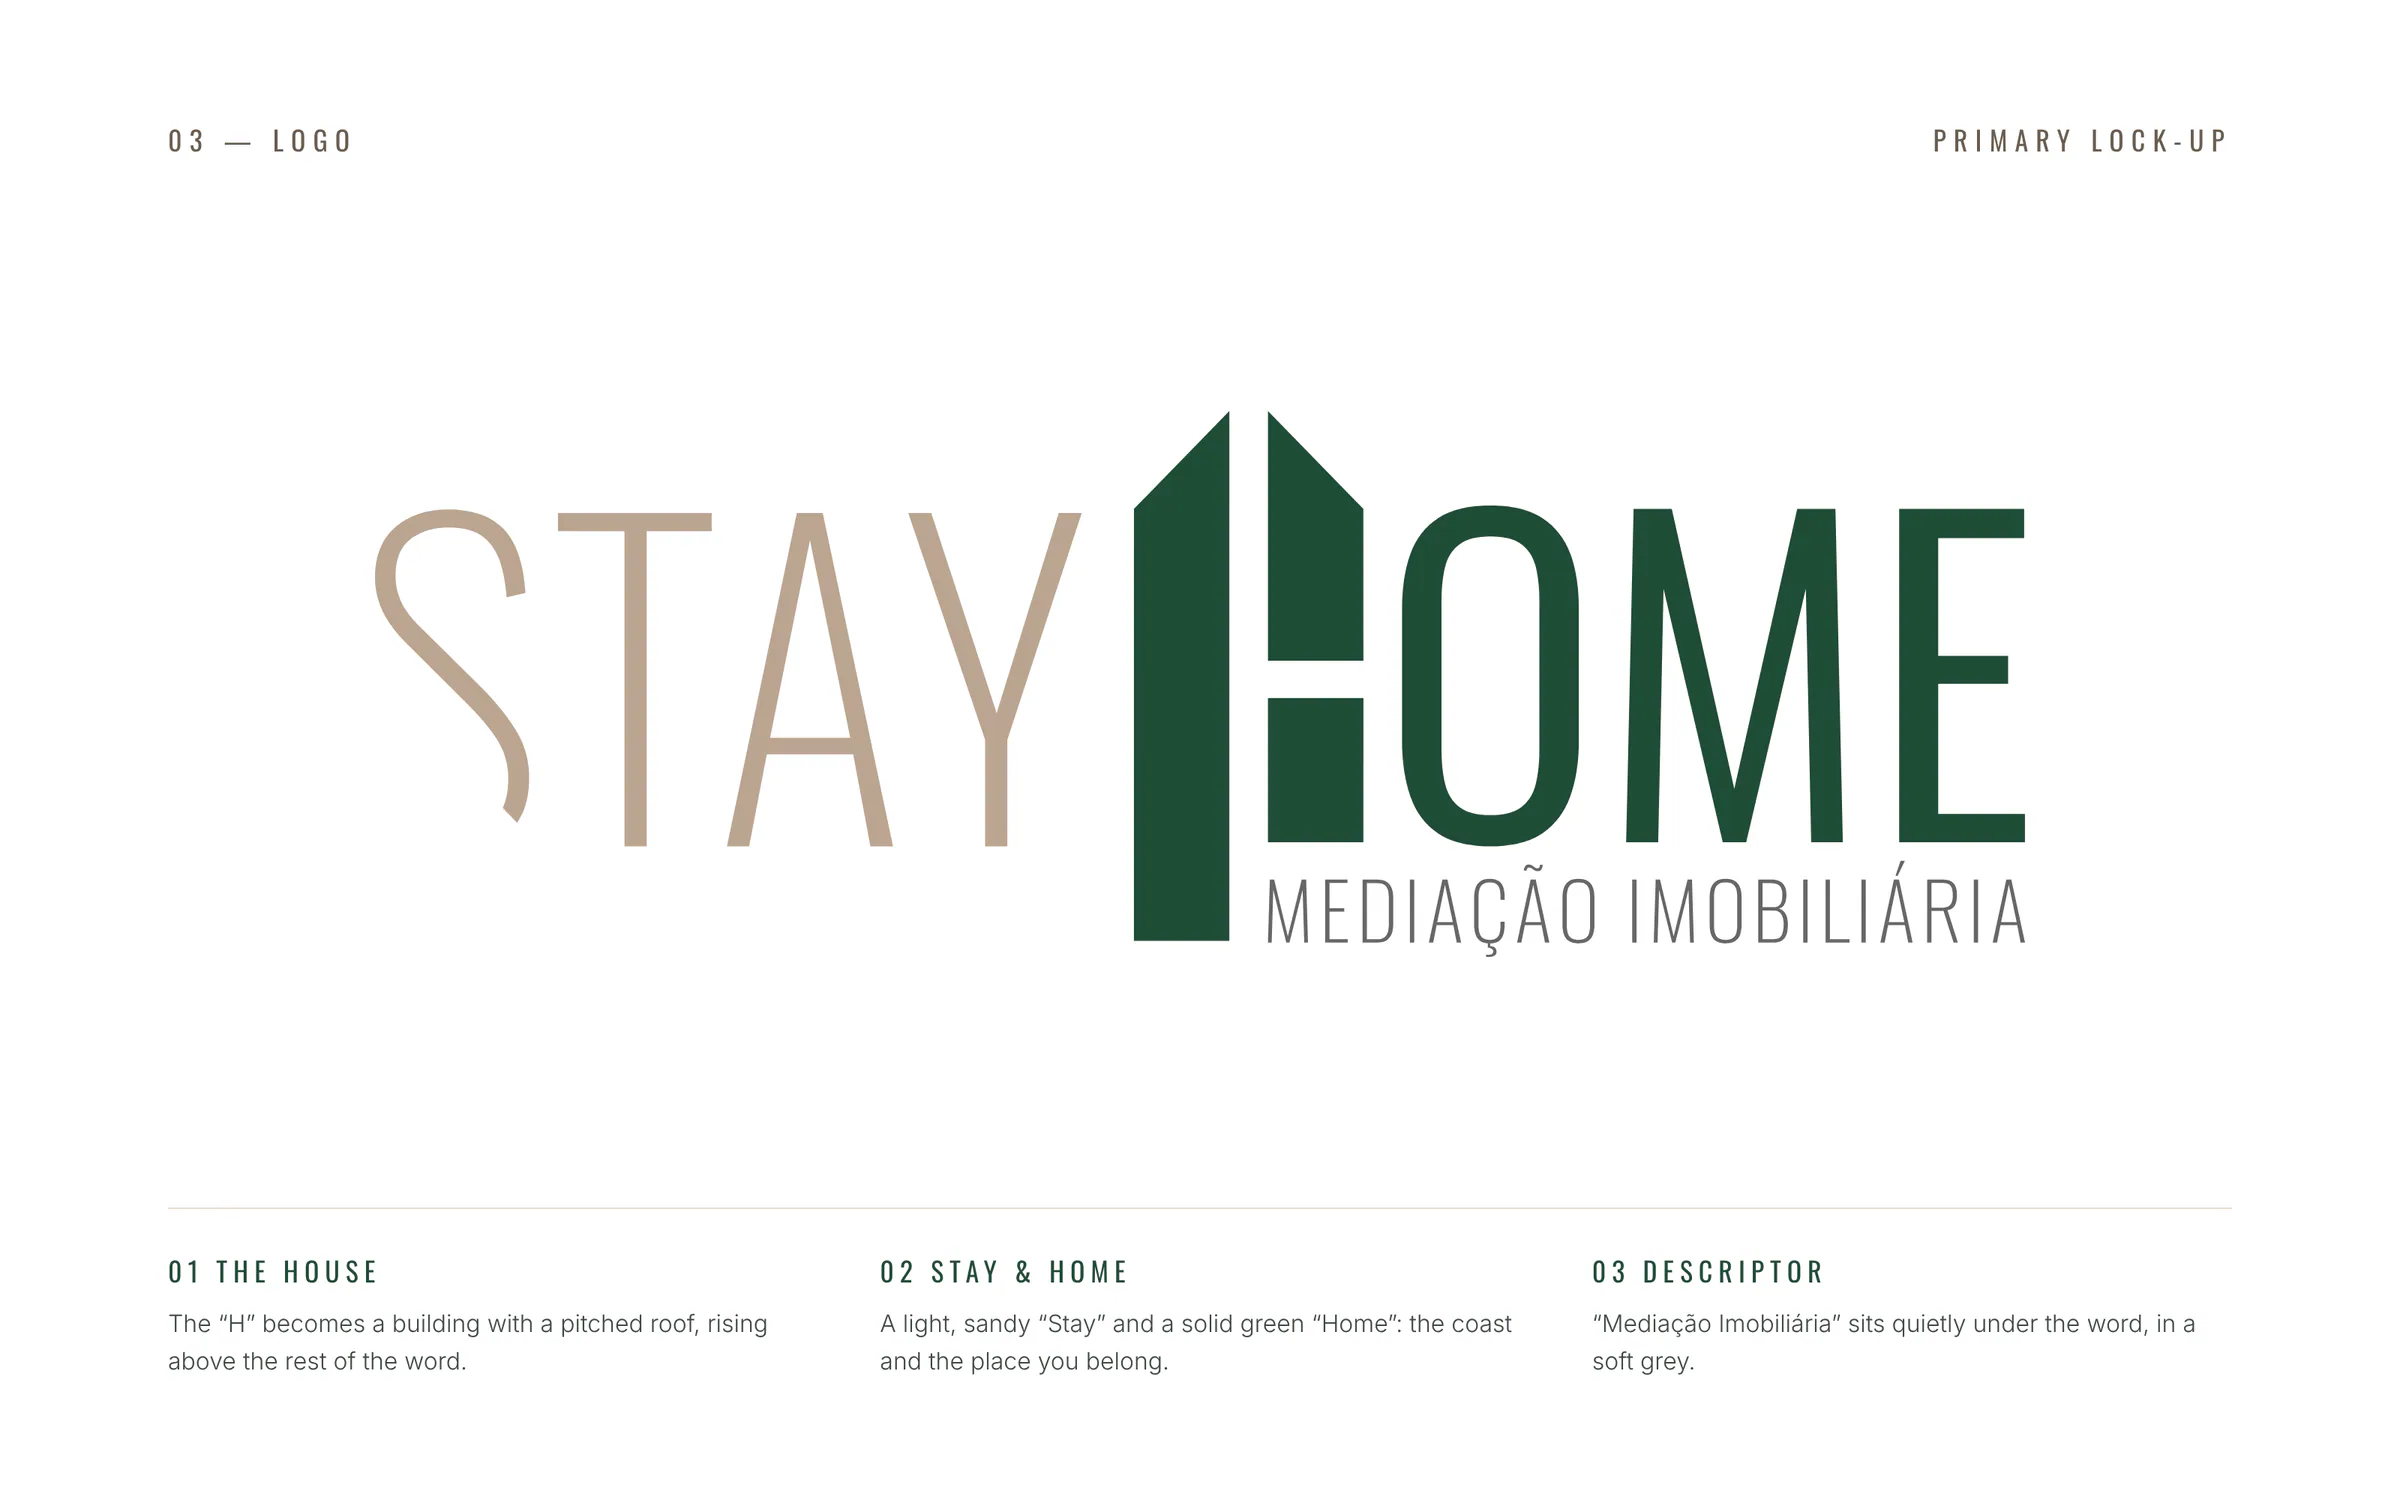 03 — LOGO
PRIMARY LOCK-UP
STAYHOME
MEDIAÇÃO IMOBILIÁRIA
01 THE HOUSE
The “H” becomes a building with a pitched roof, rising
above the rest of the word.
02 STAY & HOME
A light, sandy “Stay” and a solid green “Home”: the coast
and the place you belong.
03 DESCRIPTOR
“Mediação Imobiliária” sits quietly under the word, in a
soft grey.